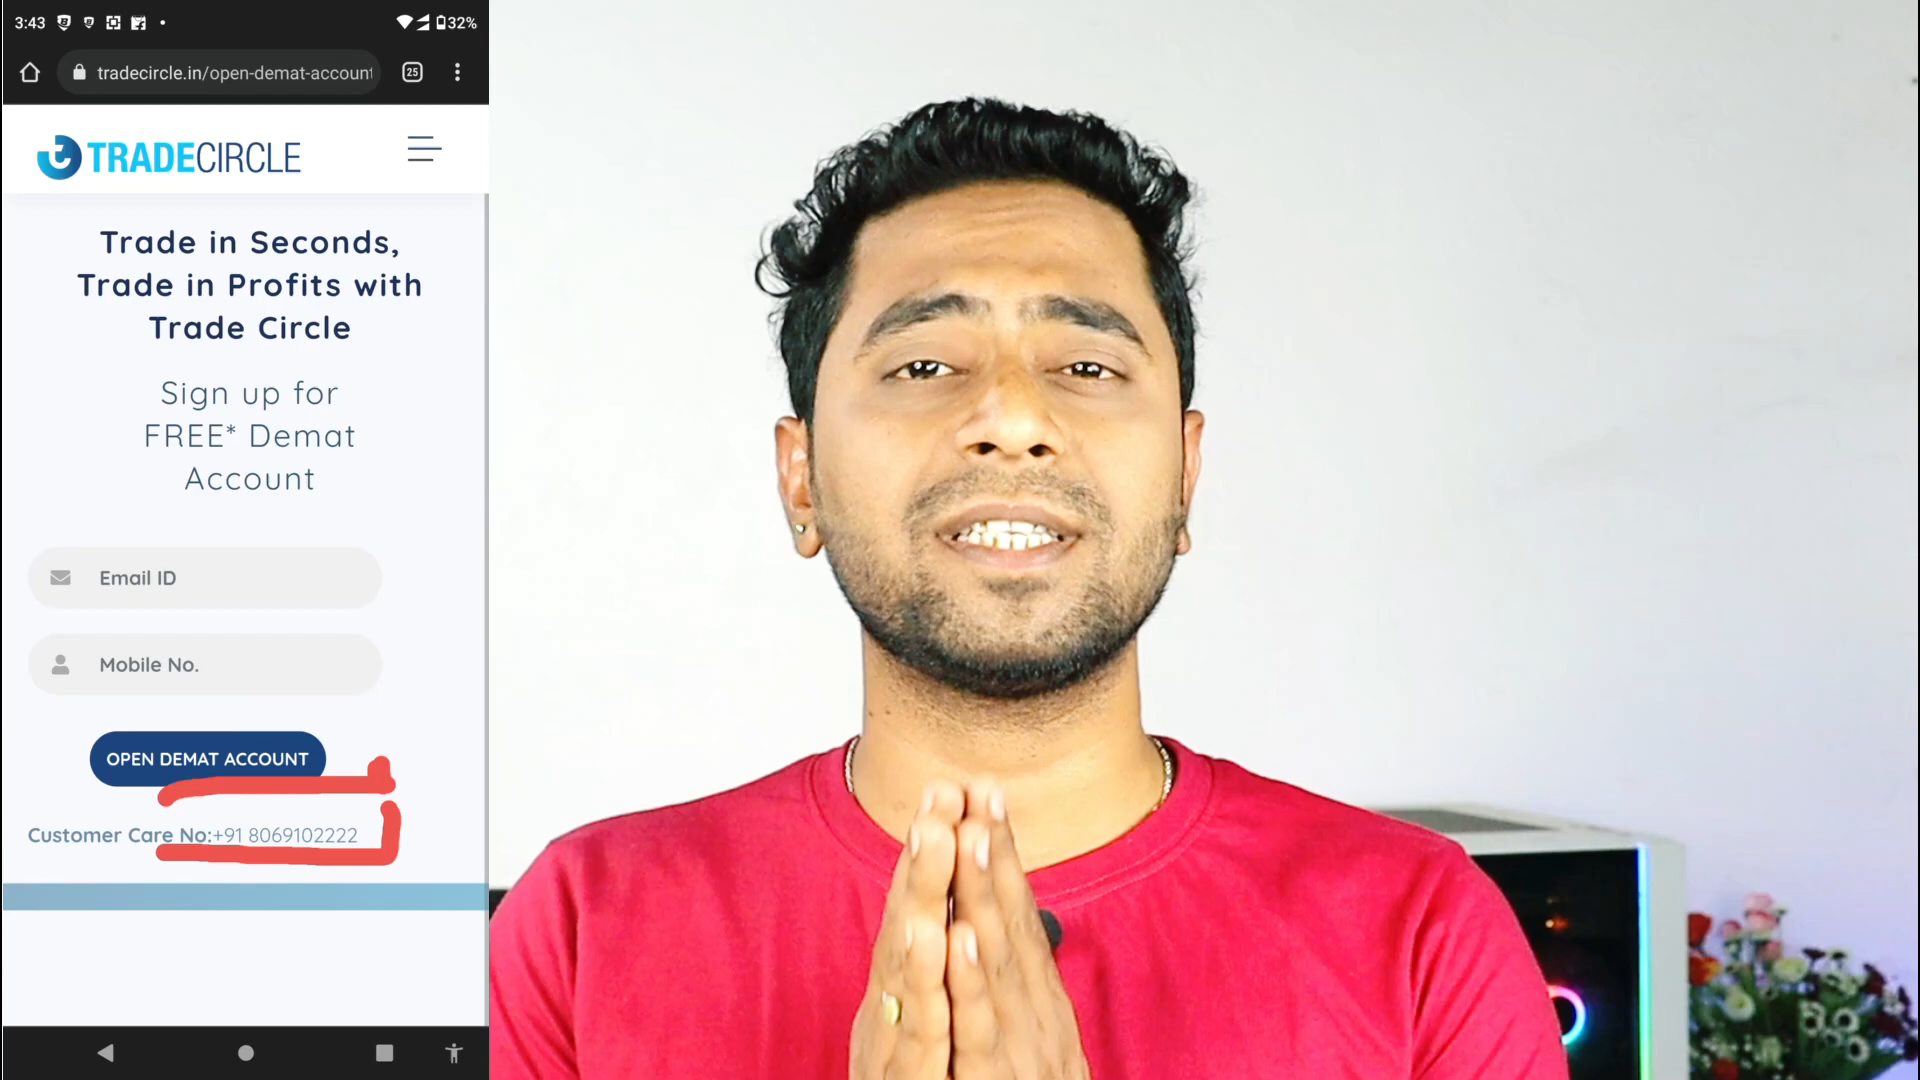 3:43
32%
tradecircle.in/open-demat-account
25
TRADECIRCLE
Trade in Seconds,
Trade in Profits with
Trade Circle
Sign up for
FREE* Demat
Account
Email ID
Mobile No.
OPEN DEMAT ACCOUNT
Customer Care No:+91 8069102222